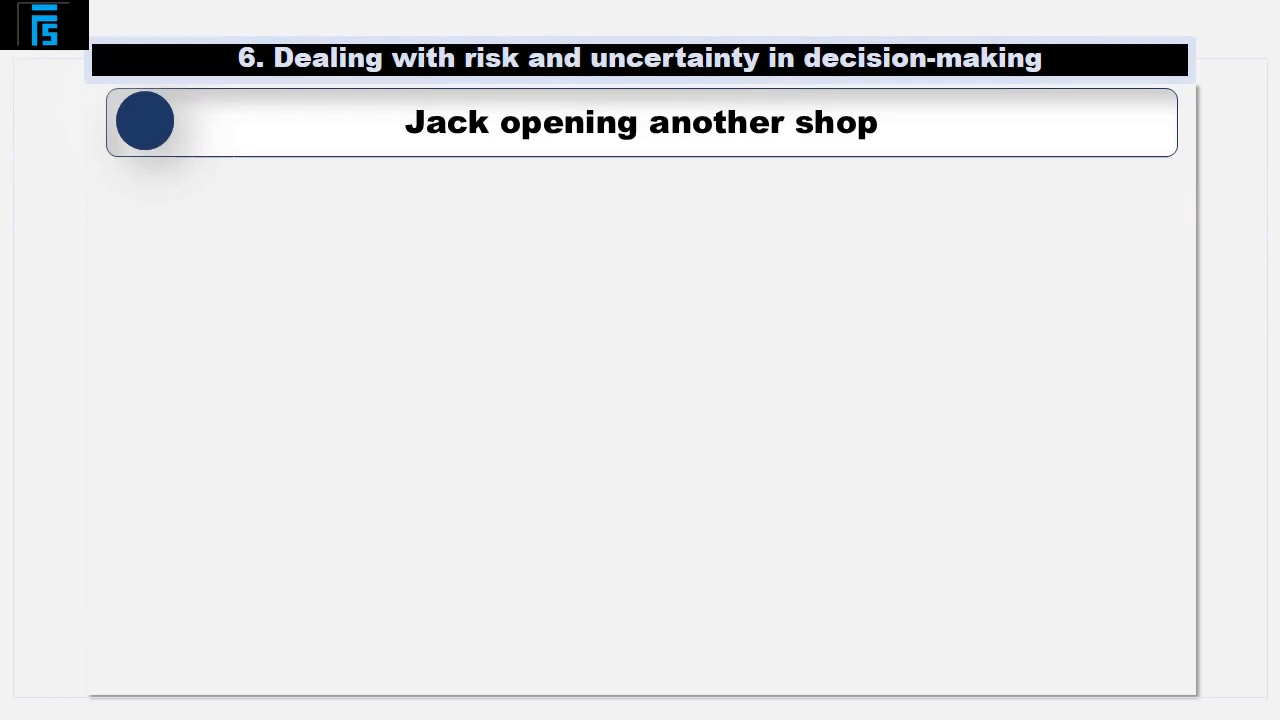 6. Dealing with risk and uncertainty in decision-making
Jack opening another shop